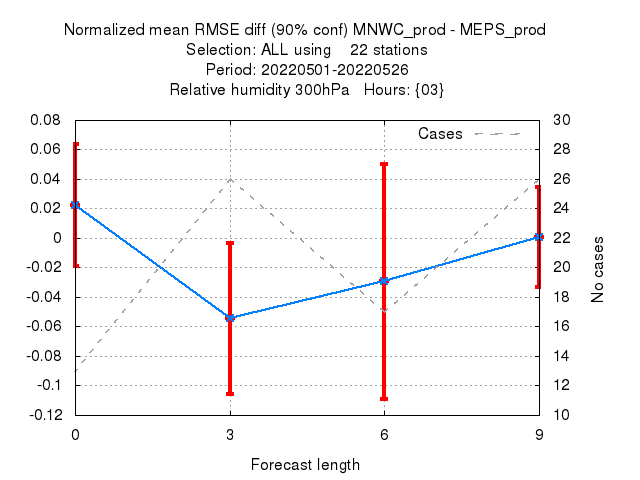 Normalized mean RMSE diff (90% conf) MNWC_prod - MEPS_prod
Selection: ALL using    22 stations
Period: 20220501-20220526
Relative humidity 300hPa   Hours: {03}
Cases
0.08
0.06
0.04
0.02
0
-0.02
-0.04
-0.06
-0.08
-0.1
-0.12
30
28
26
24
22
20
18
16
14
12
10
No cases
0 3 6 9
Forecast length